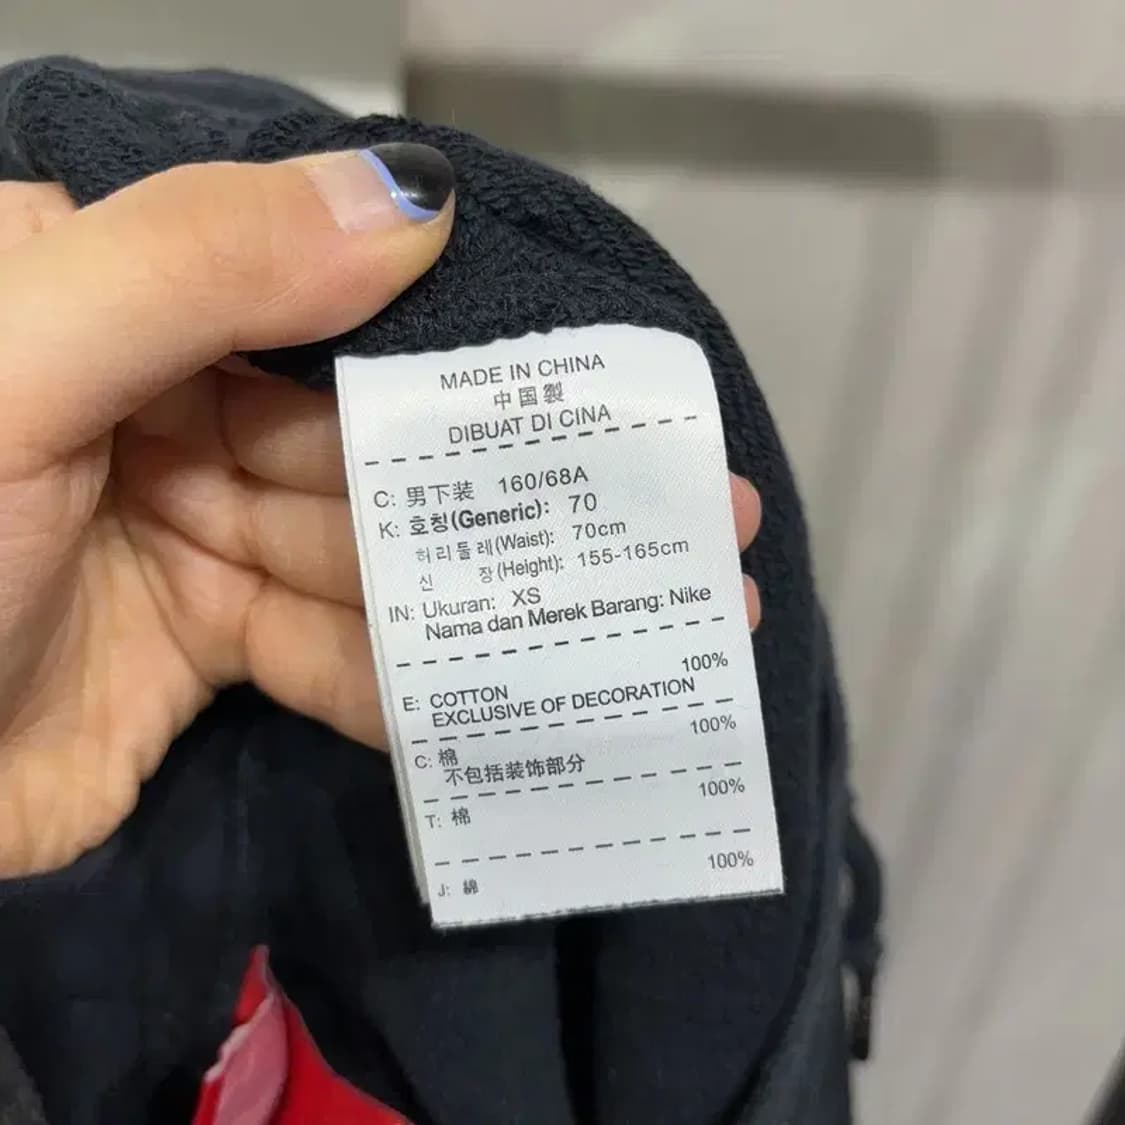 MADE IN CHINA
中国製
DIBUAT DI CINA
C: 男下装 160/68A
K: 호칭(Generic): 70
허리둘레(Waist): 70cm
신 장(Height): 155-165cm
IN: Ukuran: XS
Nama dan Merek Barang: Nike
100%
E: COTTON
EXCLUSIVE OF DECORATION
100%
C: 棉
不包括装饰部分
100%
T: 棉
100%
J: 綿